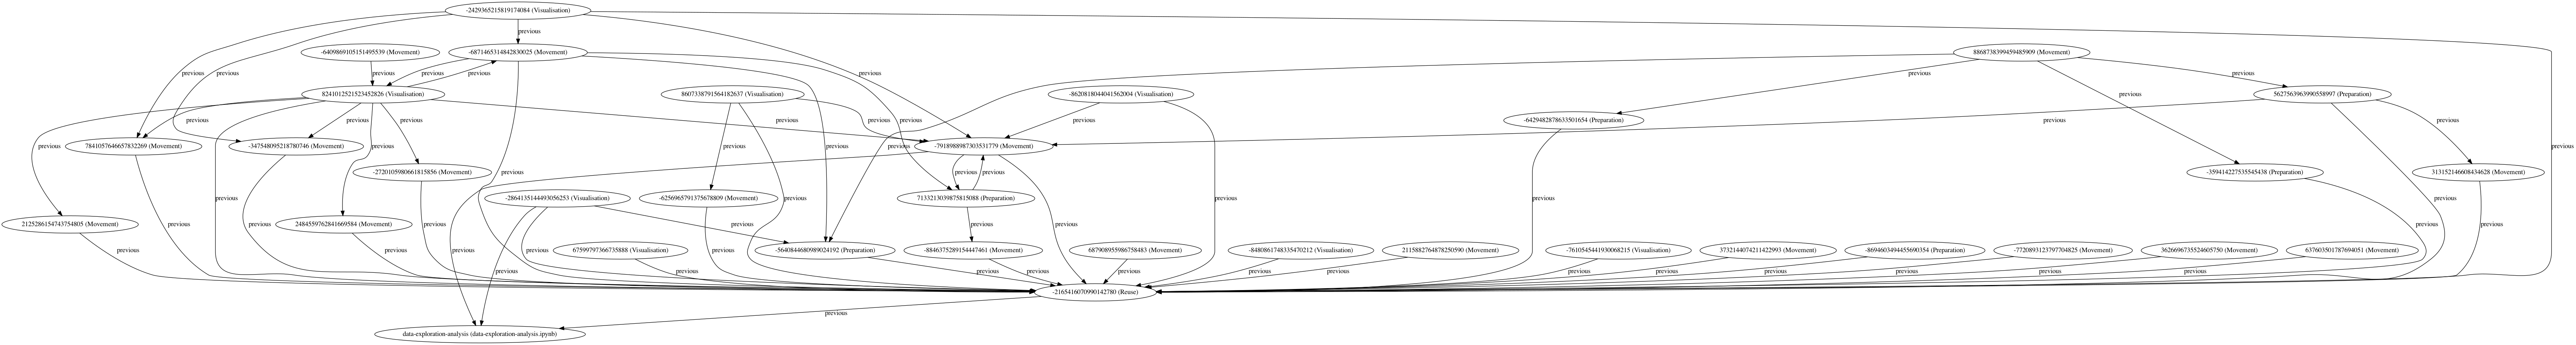 -2429365215819174084 (Visualisation)
previous
-6409869105151495539 (Movement)
-6871465314842830025 (Movement)
8868738399459485909 (Movement)
previous
previous
previous
previous
previous
previous
previous
previous
previous
8241012521523452826 (Visualisation)
8607338791564182637 (Visualisation)
-8620818044041562004 (Visualisation)
previous
5627563963990558997 (Preparation)
previous
previous
previous
previous
previous
previous
previous
-6429482878633501654 (Preparation)
previous
previous
7841057646657832269 (Movement)
previous
-347548095218780746 (Movement)
previous
previous
-7918988987303531779 (Movement)
previous
-2720105980661815856 (Movement)
previous
previous
previous
previous
-359414227535545438 (Preparation)
313152146608434628 (Movement)
previous
-2864135144493056253 (Visualisation)
-6256965791375678809 (Movement)
7133213039875815088 (Preparation)
previous
previous
previous
2125286154743754805 (Movement)
previous
2484559762841669584 (Movement)
previous
previous
previous
previous
previous
previous
previous
previous
previous
previous
67599797366735888 (Visualisation)
-5640844680989024192 (Preparation)
-8846375289154447461 (Movement)
687908955986758483 (Movement)
-8480861748335470212 (Visualisation)
2115882764878250590 (Movement)
-7610545441930068215 (Visualisation)
3732144074211422993 (Movement)
-8694603494455690354 (Preparation)
-7720893123797704825 (Movement)
3626696735524605750 (Movement)
637603501787694051 (Movement)
previous
previous
previous
previous
previous
previous
previous
previous
previous
previous
previous
previous
previous
-2165416070990142780 (Reuse)
previous
data-exploration-analysis (data-exploration-analysis.ipynb)